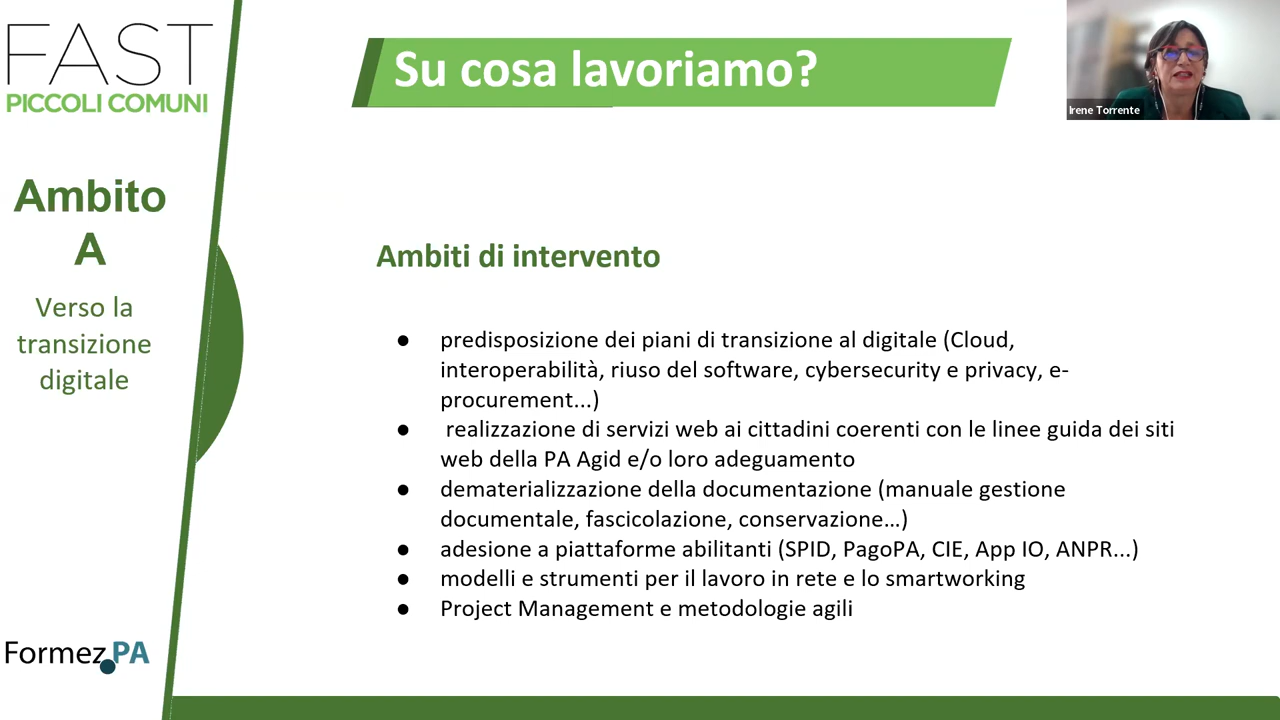 FAST
PICCOLI COMUNI
Ambito
A
Verso la
transizione
digitale
Formez PA
Su cosa lavoriamo?
Irene Torrente
Ambiti di intervento
● predisposizione dei piani di transizione al digitale (Cloud,
interoperabilità, riuso del software, cybersecurity e privacy, e-
procurement...)
● realizzazione di servizi web ai cittadini coerenti con le linee guida dei siti
web della PA Agid e/o loro adeguamento
● dematerializzazione della documentazione (manuale gestione
documentale, fascicolazione, conservazione…)
● adesione a piattaforme abilitanti (SPID, PagoPA, CIE, App IO, ANPR...)
● modelli e strumenti per il lavoro in rete e lo smartworking
● Project Management e metodologie agili